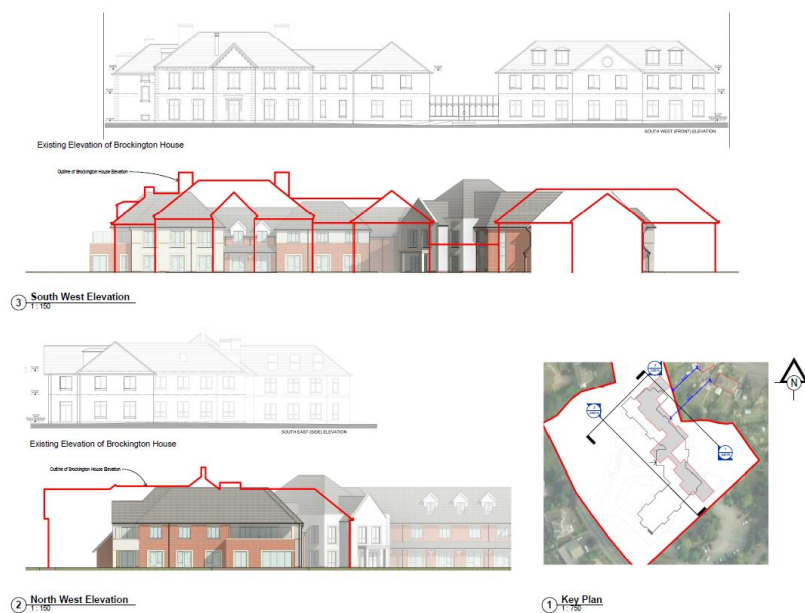 SOUTH WEST (FRONT) ELEVATION
Existing Elevation of Brockington House
Outline of Brockington House Elevation
3 South West Elevation
1 : 150
SOUTH EAST (SIDE) ELEVATION
Existing Elevation of Brockington House
Outline of Brockington House Elevation
2 North West Elevation
1 : 150
N
1 Key Plan
1 : 750